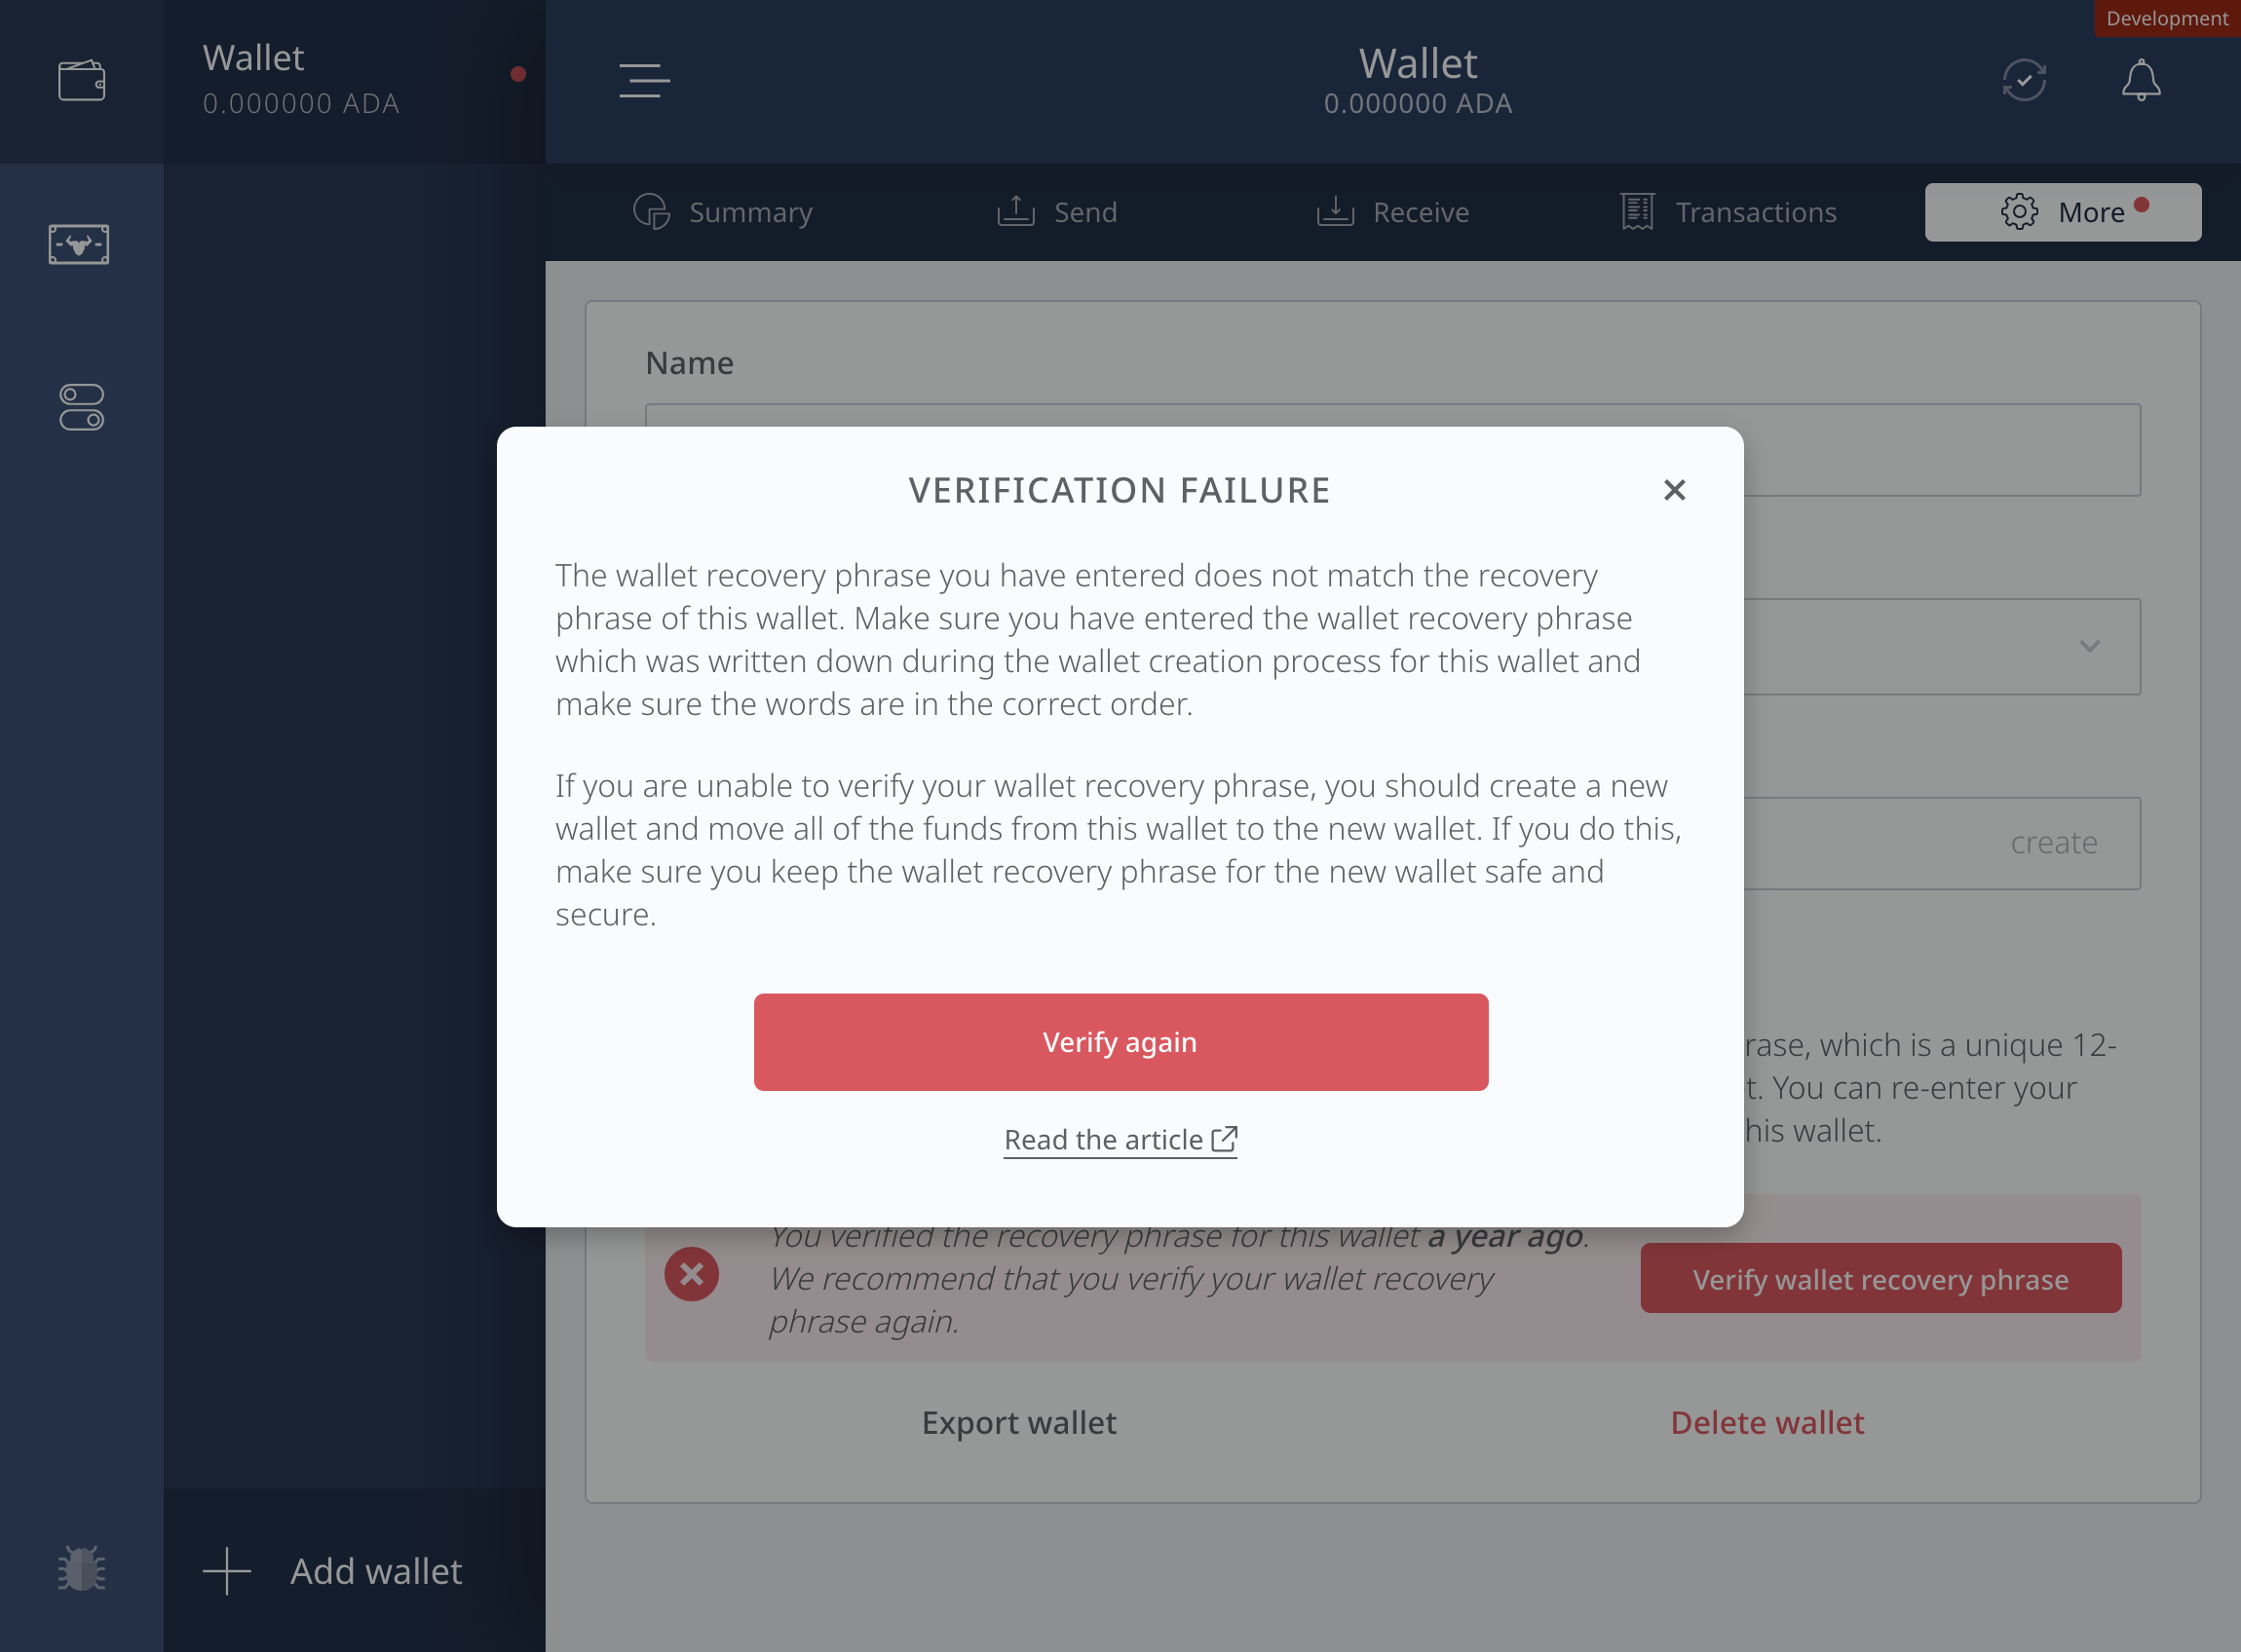 Development
Wallet
0.000000 ADA
Wallet
0.000000 ADA
Summary
Send
Receive
Transactions
More
Name
VERIFICATION FAILURE
The wallet recovery phrase you have entered does not match the recovery
phrase of this wallet. Make sure you have entered the wallet recovery phrase
which was written down during the wallet creation process for this wallet and
make sure the words are in the correct order.
If you are unable to verify your wallet recovery phrase, you should create a new
wallet and move all of the funds from this wallet to the new wallet. If you do this,
make sure you keep the wallet recovery phrase for the new wallet safe and
secure.
Verify again
Read the article
create
which is a unique 12-
You can re-enter your
wallet.
You verified the recovery phrase for this wallet a year ago.
We recommend that you verify your wallet recovery
phrase again.
Verify wallet recovery phrase
Export wallet
Delete wallet
Add wallet